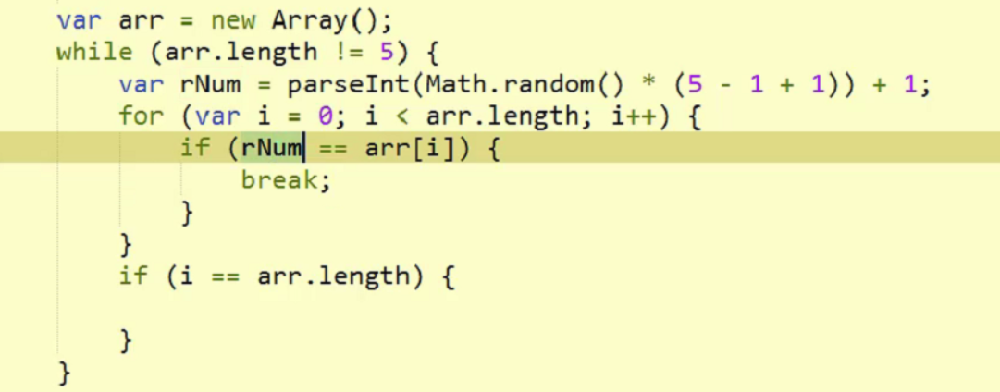 var arr = new Array();
while (arr.length != 5) {
var rNum = parseInt(Math.random() * (5 - 1 + 1)) + 1;
for (var i = 0; i < arr.length; i++) {
if (rNum == arr[i]) {
break;
}
}
if (i == arr.length) {
}
}